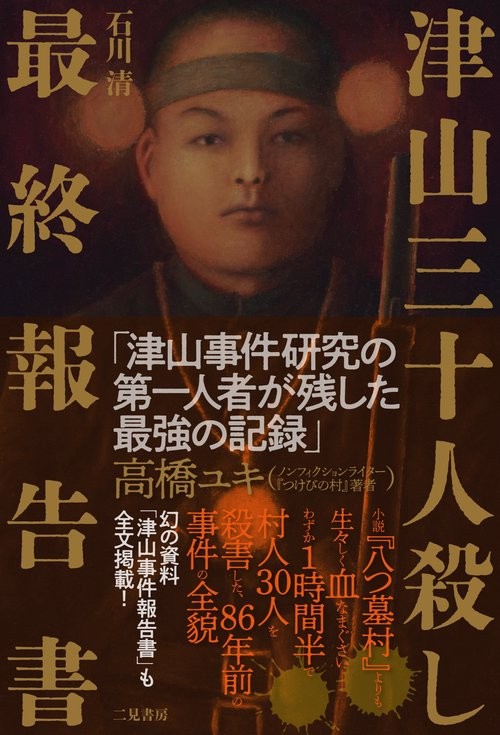 津山三十人殺し
最終報告書
石川 清
「津山事件研究の
第一人者が残した
最強の記録」
高橋ユキ(ノンフィクションライター
『つけびの村』著者)
小説『八つ墓村』よりも
生々しく血なまぐさい――
わずか1時間半で
村人30人を
殺害した、86年前の
事件の全貌
幻の資料
「津山事件報告書」も
全文掲載！
二見書房